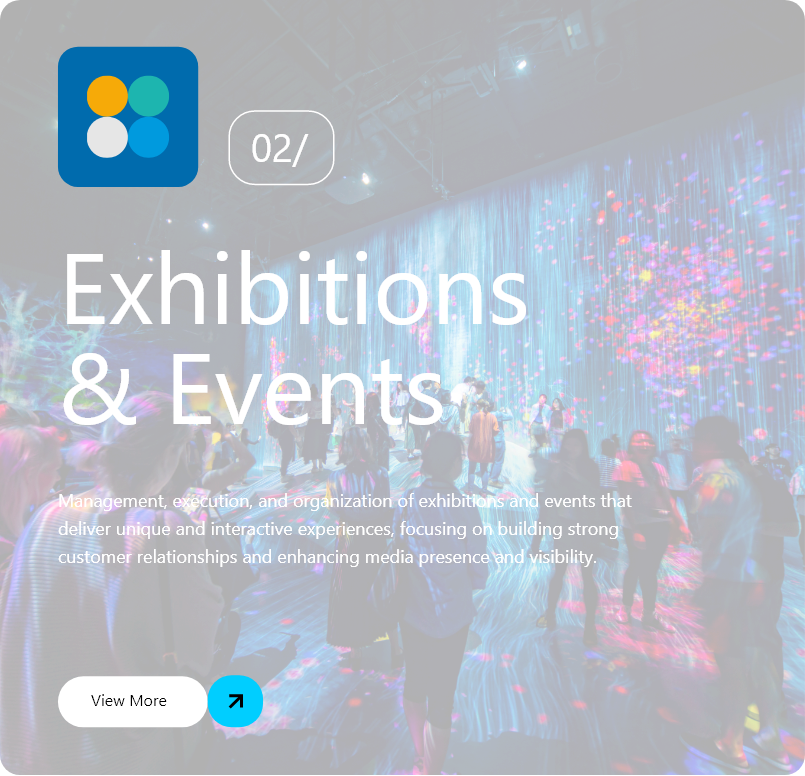 02/
Exhibitions
& Events
Management, execution, and organization of exhibitions and events that
deliver unique and interactive experiences, focusing on building strong
customer relationships and enhancing media presence and visibility.
View More